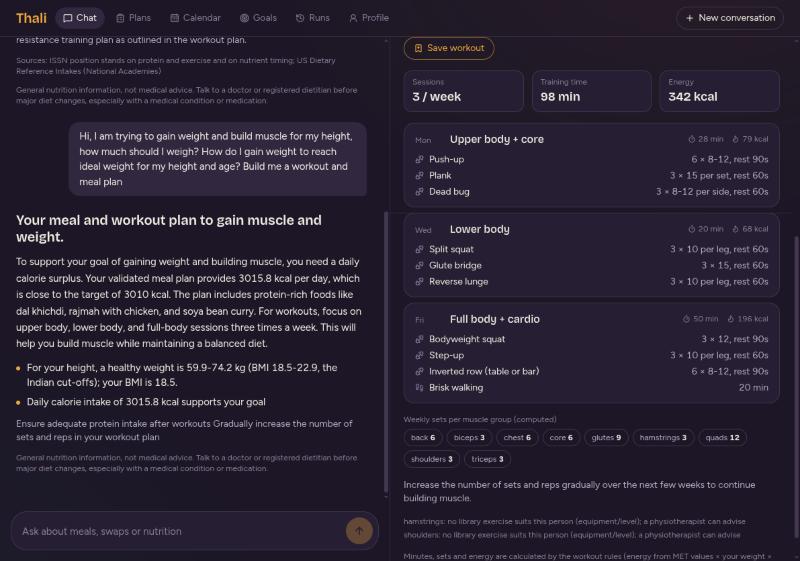 Thali
Chat
Plans
Calendar
Goals
Runs
Profile
New conversation
resistance training plan as outlined in the workout plan.
Sources: ISSN position stands on protein and exercise and on nutrient timing; US Dietary
Reference Intakes (National Academies)
General nutrition information, not medical advice. Talk to a doctor or registered dietitian before
major diet changes, especially with a medical condition or medication.
Hi, I am trying to gain weight and build muscle for my height,
how much should I weigh? How do I gain weight to reach
ideal weight for my height and age? Build me a workout and
meal plan
Your meal and workout plan to gain muscle and
weight.
To support your goal of gaining weight and building muscle, you need a daily
calorie surplus. Your validated meal plan provides 3015.8 kcal per day, which
is close to the target of 3010 kcal. The plan includes protein-rich foods like
dal khichdi, rajmah with chicken, and soya bean curry. For workouts, focus on
upper body, lower body, and full-body sessions three times a week. This will
help you build muscle while maintaining a balanced diet.
For your height, a healthy weight is 59.9-74.2 kg (BMI 18.5-22.9, the
Indian cut-offs); your BMI is 18.5.
Daily calorie intake of 3015.8 kcal supports your goal
Ensure adequate protein intake after workouts Gradually increase the number of
sets and reps in your workout plan
General nutrition information, not medical advice. Talk to a doctor or registered dietitian before
major diet changes, especially with a medical condition or medication.
Ask about meals, swaps or nutrition
Save workout
Sessions
3 / week
Training time
98 min
Energy
342 kcal
Mon Upper body + core 28 min 79 kcal
Push-up 6 × 8-12, rest 90s
Plank 3 × 15 per set, rest 60s
Dead bug 3 × 8-12 per side, rest 60s
Wed Lower body 20 min 68 kcal
Split squat 3 × 10 per leg, rest 60s
Glute bridge 3 × 15, rest 60s
Reverse lunge 3 × 10 per leg, rest 60s
Fri Full body + cardio 50 min 196 kcal
Bodyweight squat 3 × 12, rest 90s
Step-up 3 × 10 per leg, rest 60s
Inverted row (table or bar) 6 × 8-12, rest 90s
Brisk walking 20 min
Weekly sets per muscle group (computed)
back 6 biceps 3 chest 6 core 6 glutes 9 hamstrings 3 quads 12
shoulders 3 triceps 3
Increase the number of sets and reps gradually over the next few weeks to continue
building muscle.
hamstrings: no library exercise suits this person (equipment/level); a physiotherapist can advise
shoulders: no library exercise suits this person (equipment/level); a physiotherapist can advise
Minutes, sets and energy are calculated by the workout rules (energy from MET values × your weight ×